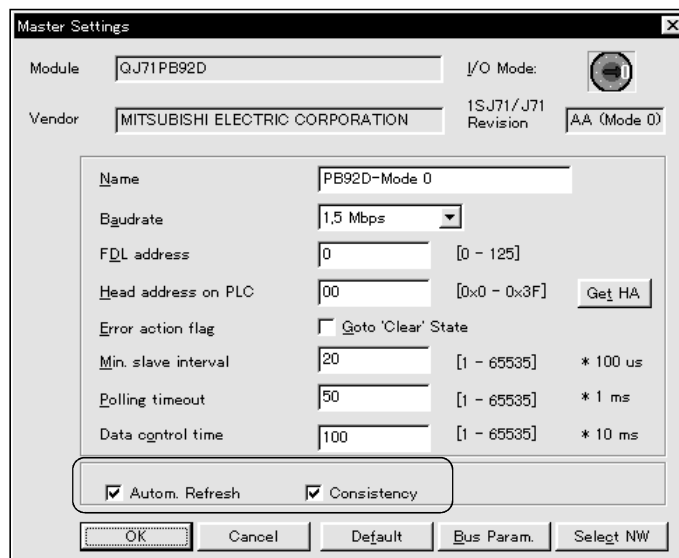 Master Settings
Module QJ71PB92D I/O Mode: 0
Vendor MITSUBISHI ELECTRIC CORPORATION 1SJ71/J71 Revision AA (Mode 0)
Name PB92D-Mode 0
Baudrate 1,5 Mbps
FDL address 0 [0 - 125]
Head address on PLC 00 [0x0 - 0x3F] Get HA
Error action flag Goto 'Clear' State
Min. slave interval 20 [1 - 65535] * 100 us
Polling timeout 50 [1 - 65535] * 1 ms
Data control time 100 [1 - 65535] * 10 ms
Autom. Refresh Consistency
OK Cancel Default Bus Param. Select NW